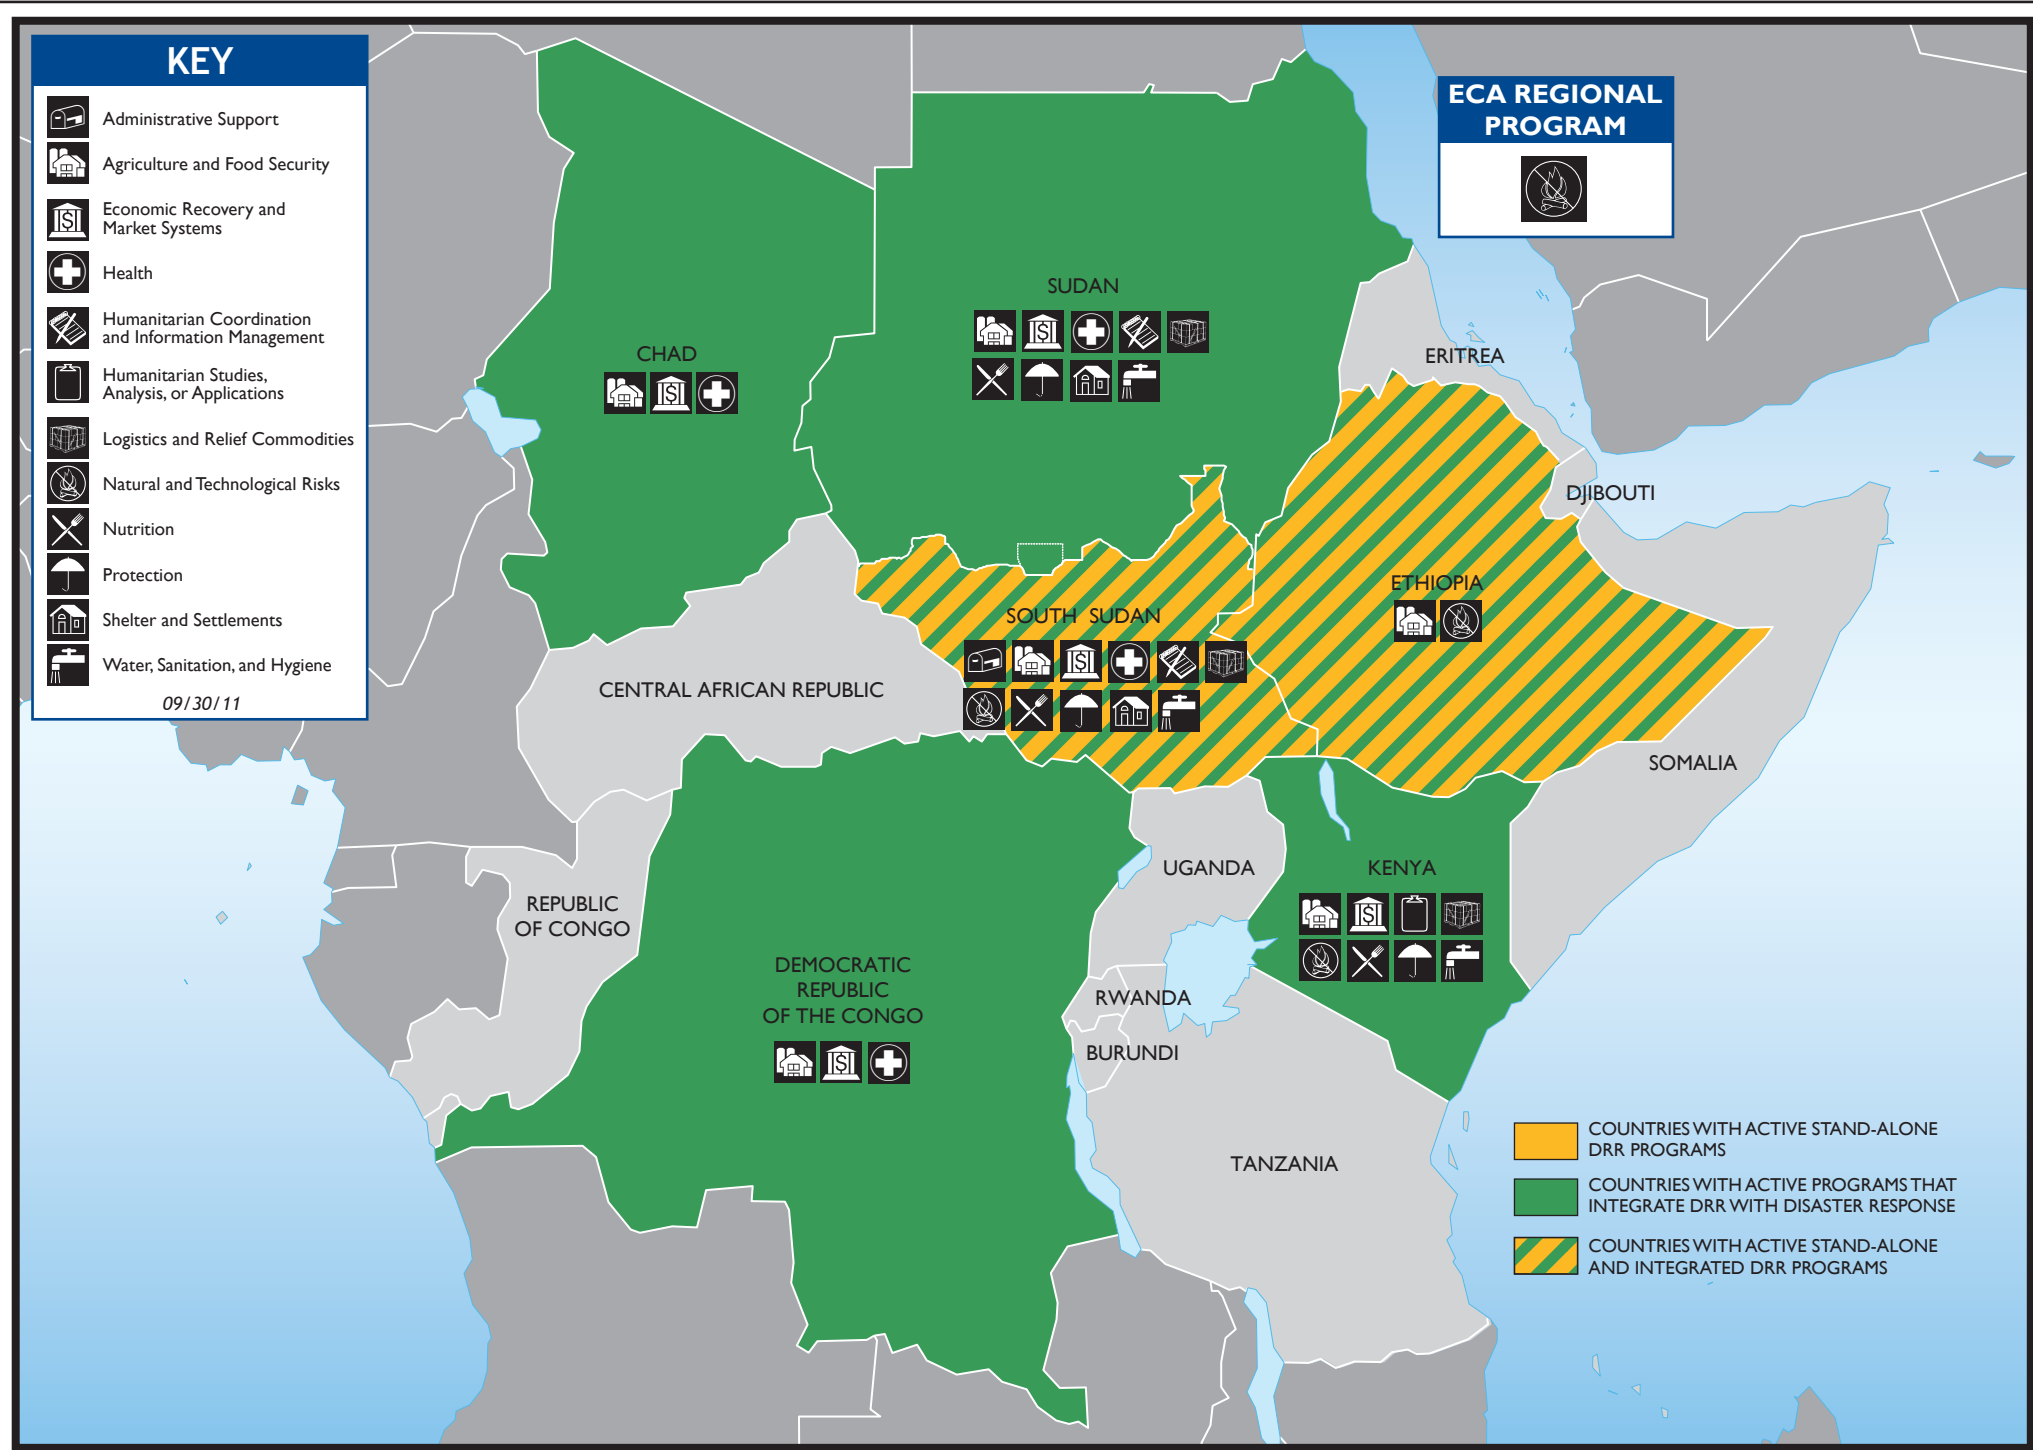 KEY
Administrative Support
Agriculture and Food Security
Economic Recovery and
Market Systems
Health
Humanitarian Coordination
and Information Management
Humanitarian Studies,
Analysis, or Applications
Logistics and Relief Commodities
Natural and Technological Risks
Nutrition
Protection
Shelter and Settlements
Water, Sanitation, and Hygiene
09/30/11
ECA REGIONAL
PROGRAM
SUDAN
CHAD
ERITREA
DJIBOUTI
ETHIOPIA
SOUTH SUDAN
CENTRAL AFRICAN REPUBLIC
SOMALIA
UGANDA
KENYA
REPUBLIC
OF CONGO
DEMOCRATIC
REPUBLIC
OF THE CONGO
RWANDA
BURUNDI
TANZANIA
COUNTRIES WITH ACTIVE STAND-ALONE
DRR PROGRAMS
COUNTRIES WITH ACTIVE PROGRAMS THAT
INTEGRATE DRR WITH DISASTER RESPONSE
COUNTRIES WITH ACTIVE STAND-ALONE
AND INTEGRATED DRR PROGRAMS